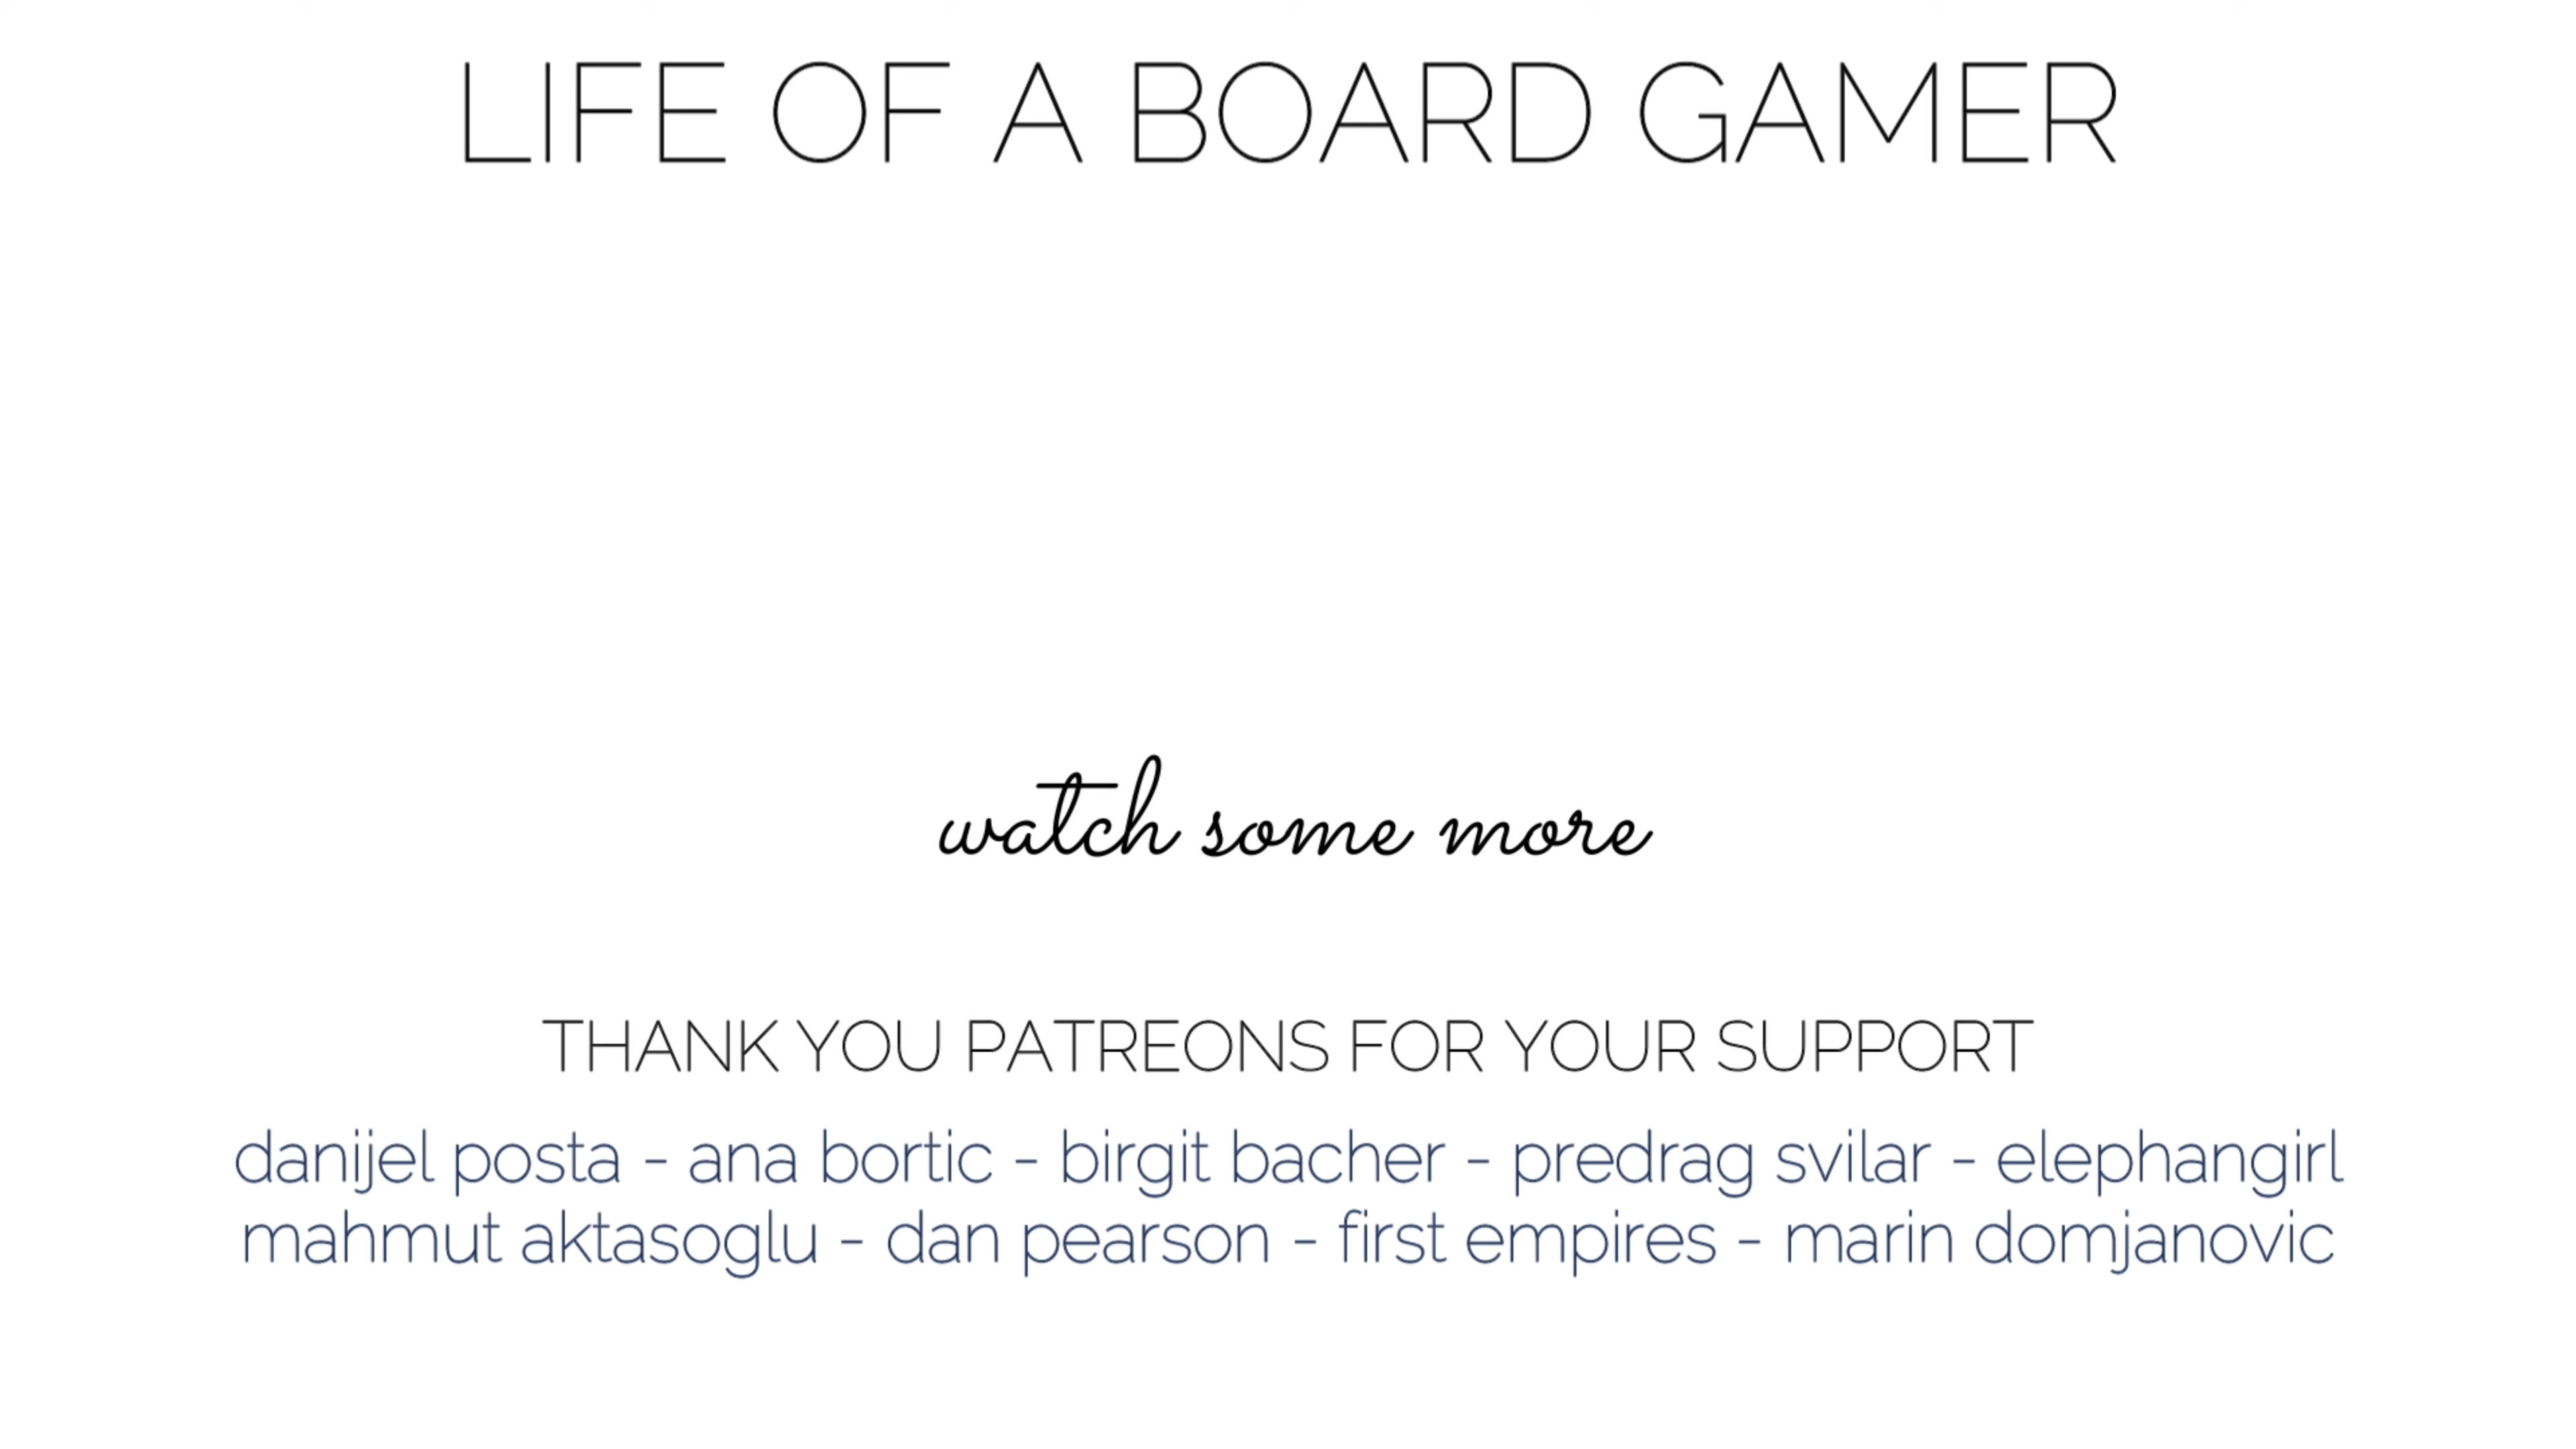 LIFE OF A BOARD GAMER
watch some more
THANK YOU PATREONS FOR YOUR SUPPORT
danijel posta - ana bortic - birgit bacher - predrag svilar - elephangirl
mahmut aktasoglu - dan pearson - first empires - marin domjanovic